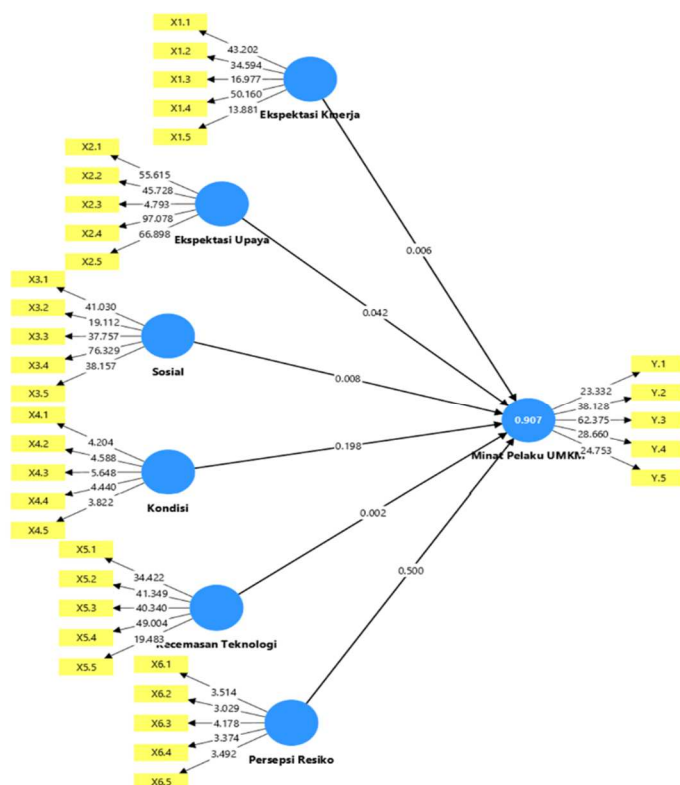 X1.1
X1.2
X1.3
X1.4
X1.5
43.202
34.594
16.977
50.160
13.881
Ekspektasi Kinerja
X2.1
X2.2
X2.3
X2.4
X2.5
55.615
45.728
4.793
97.078
66.898
Ekspektasi Upaya
0.006
0.042
X3.1
X3.2
X3.3
X3.4
X3.5
41.030
19.112
37.757
76.329
38.157
Sosial
0.008
X4.1
X4.2
X4.3
X4.4
X4.5
4.204
4.588
5.648
4.440
3.822
Kondisi
0.198
0.907
Minat Pelaku UMKM
23.332
38.128
62.375
28.660
24.753
Y.1
Y.2
Y.3
Y.4
Y.5
X5.1
X5.2
X5.3
X5.4
X5.5
34.422
41.349
40.340
49.004
19.483
Kecemasan Teknologi
0.002
0.500
X6.1
X6.2
X6.3
X6.4
X6.5
3.514
3.029
4.178
3.374
3.492
Persepsi Resiko